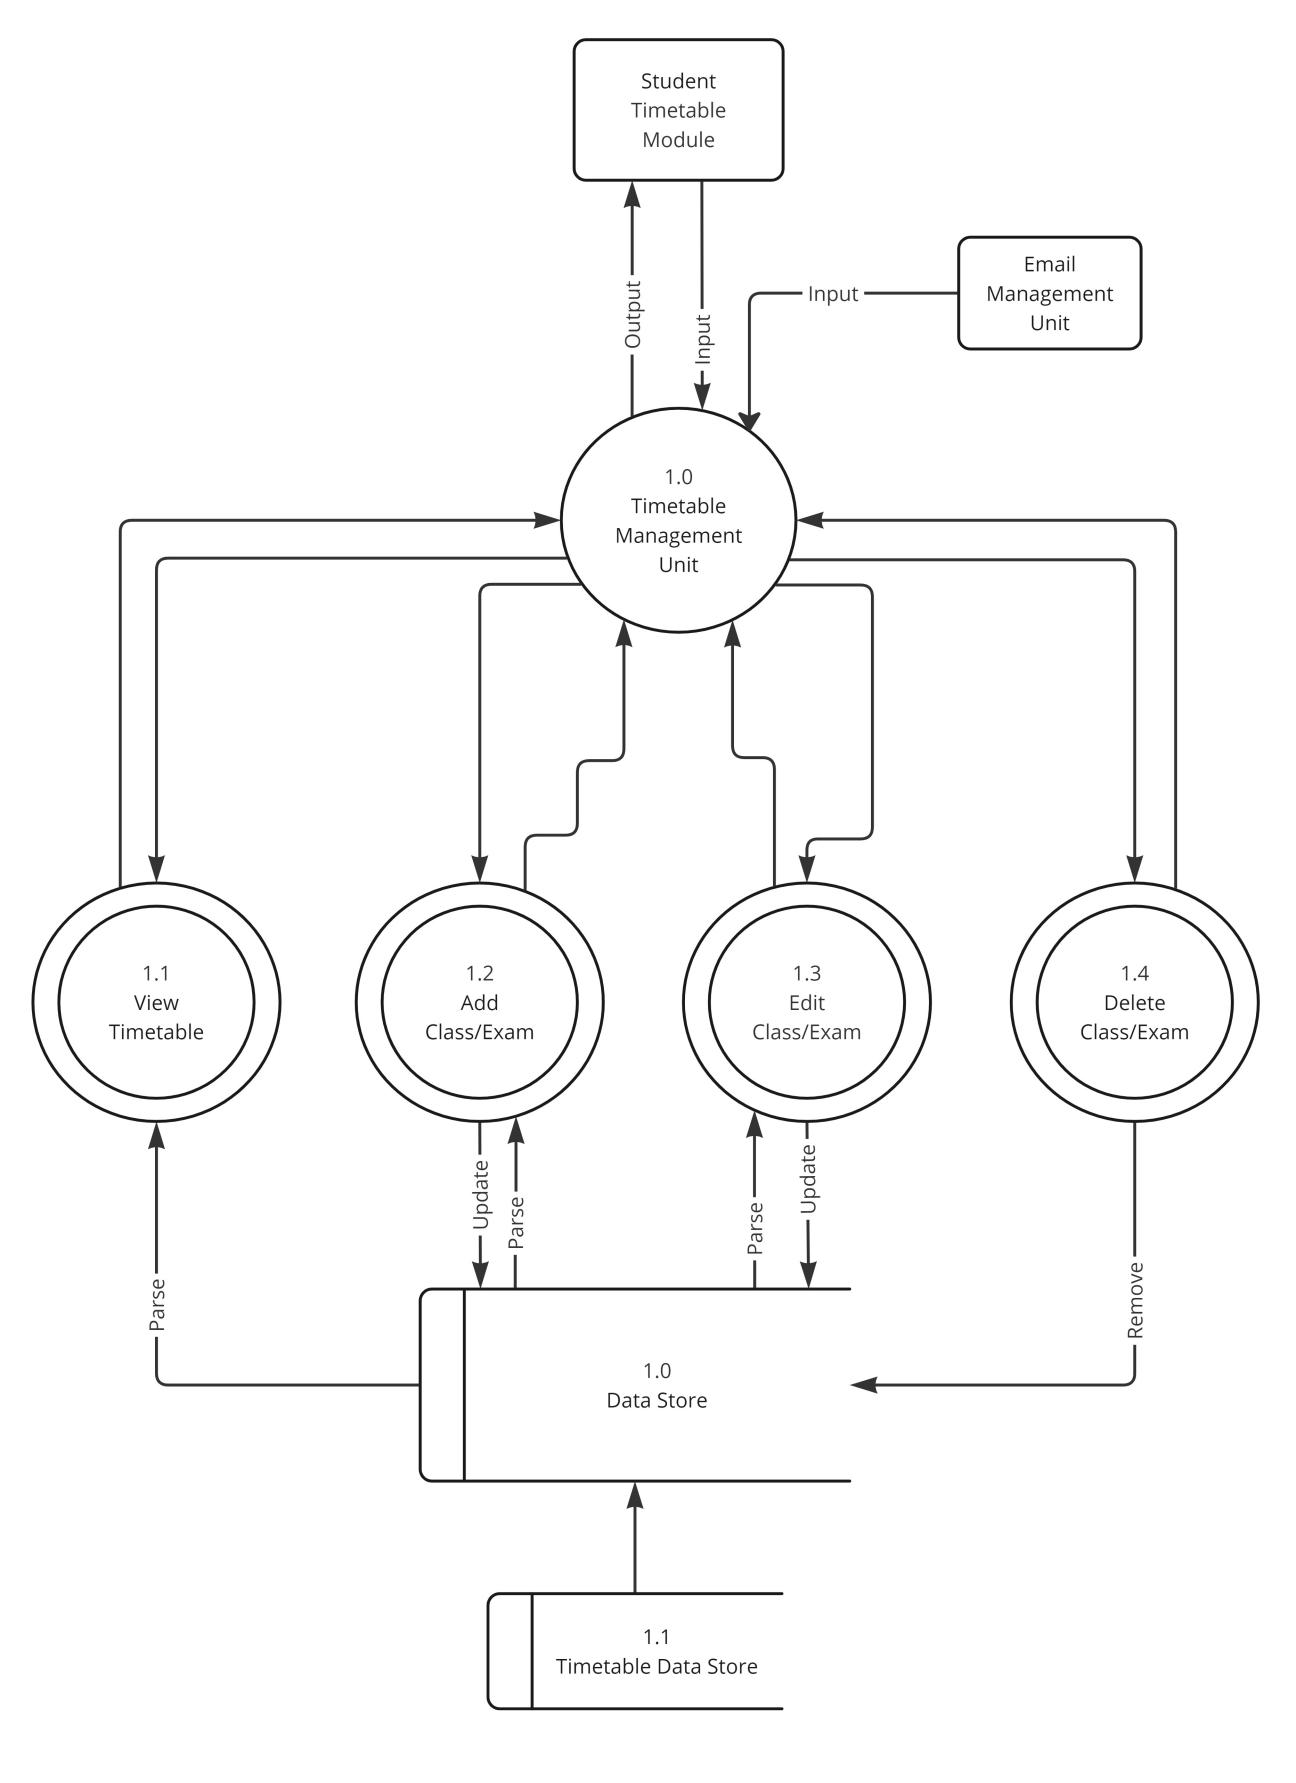 Student
Timetable
Module
Email
Management
Unit
Input
Output
Input
1.0
Timetable
Management
Unit
1.1
View
Timetable
1.2
Add
Class/Exam
1.3
Edit
Class/Exam
1.4
Delete
Class/Exam
Update
Parse
Parse
Update
Parse
Remove
1.0
Data Store
1.1
Timetable Data Store